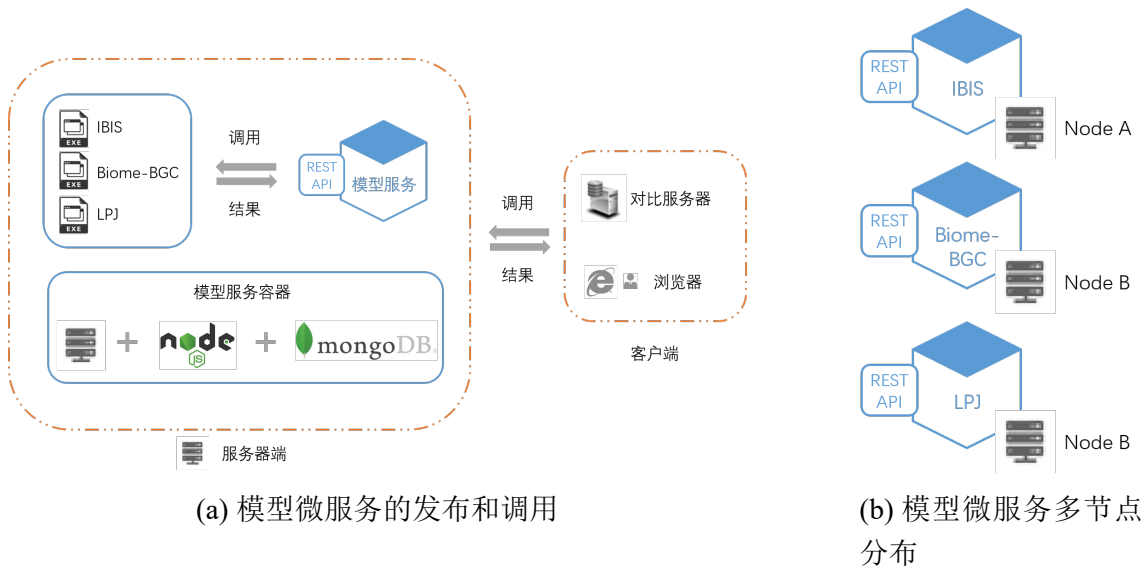 IBIS
EXE
Biome-BGC
EXE
LPJ
EXE
调用
结果
REST
API
模型服务
模型服务容器
node
JS
mongoDB
服务器端
调用
结果
对比服务器
浏览器
客户端
(a) 模型微服务的发布和调用
REST
API
IBIS
Node A
REST
API
Biome-
BGC
Node B
REST
API
LPJ
Node B
(b) 模型微服务多节点
分布